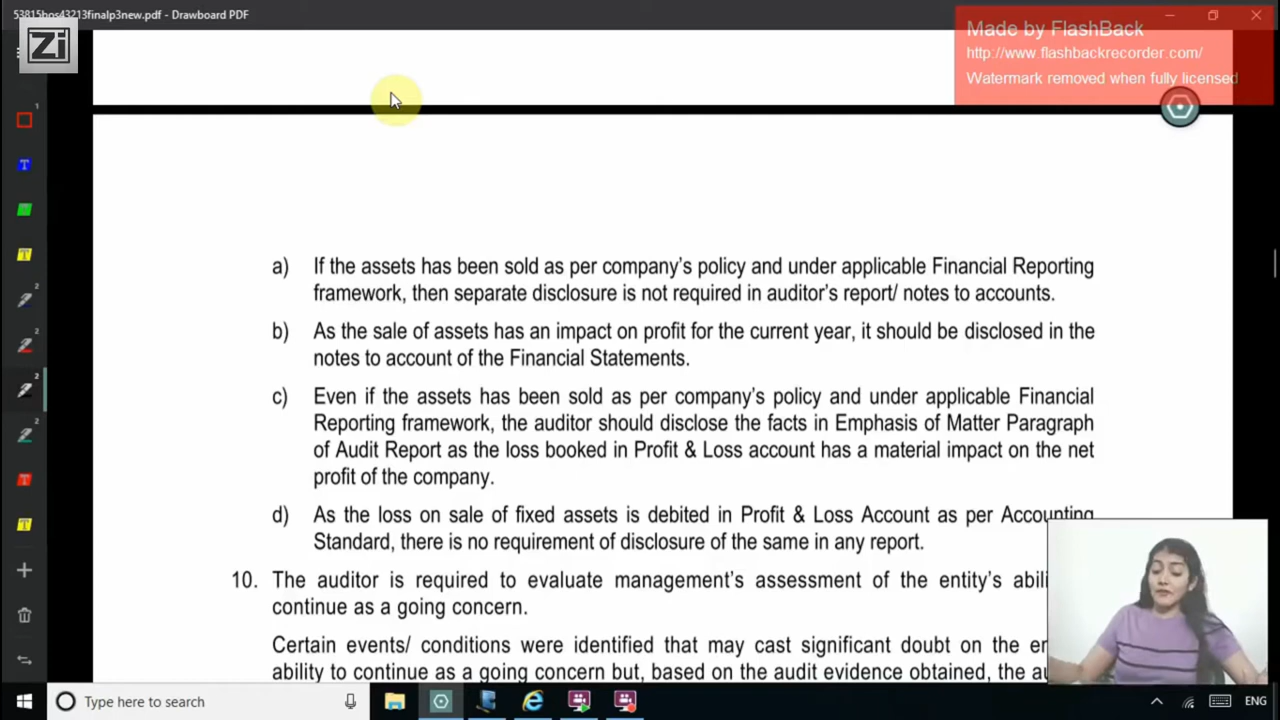 53815bos43213finalp3new.pdf - Drawboard PDF
Zi
Made by FlashBack
http://www.flashbackrecorder.com/
Watermark removed when fully licensed
a) If the assets has been sold as per company's policy and under applicable Financial Reporting
framework, then separate disclosure is not required in auditor's report/ notes to accounts.
b) As the sale of assets has an impact on profit for the current year, it should be disclosed in the
notes to account of the Financial Statements.
c) Even if the assets has been sold as per company's policy and under applicable Financial
Reporting framework, the auditor should disclose the facts in Emphasis of Matter Paragraph
of Audit Report as the loss booked in Profit & Loss account has a material impact on the net
profit of the company.
d) As the loss on sale of fixed assets is debited in Profit & Loss Account as per Accounting
Standard, there is no requirement of disclosure of the same in any report.
10. The auditor is required to evaluate management's assessment of the entity's abili
continue as a going concern.
Certain events/ conditions were identified that may cast significant doubt on the en
ability to continue as a going concern but, based on the audit evidence obtained, the au
Type here to search
ENG